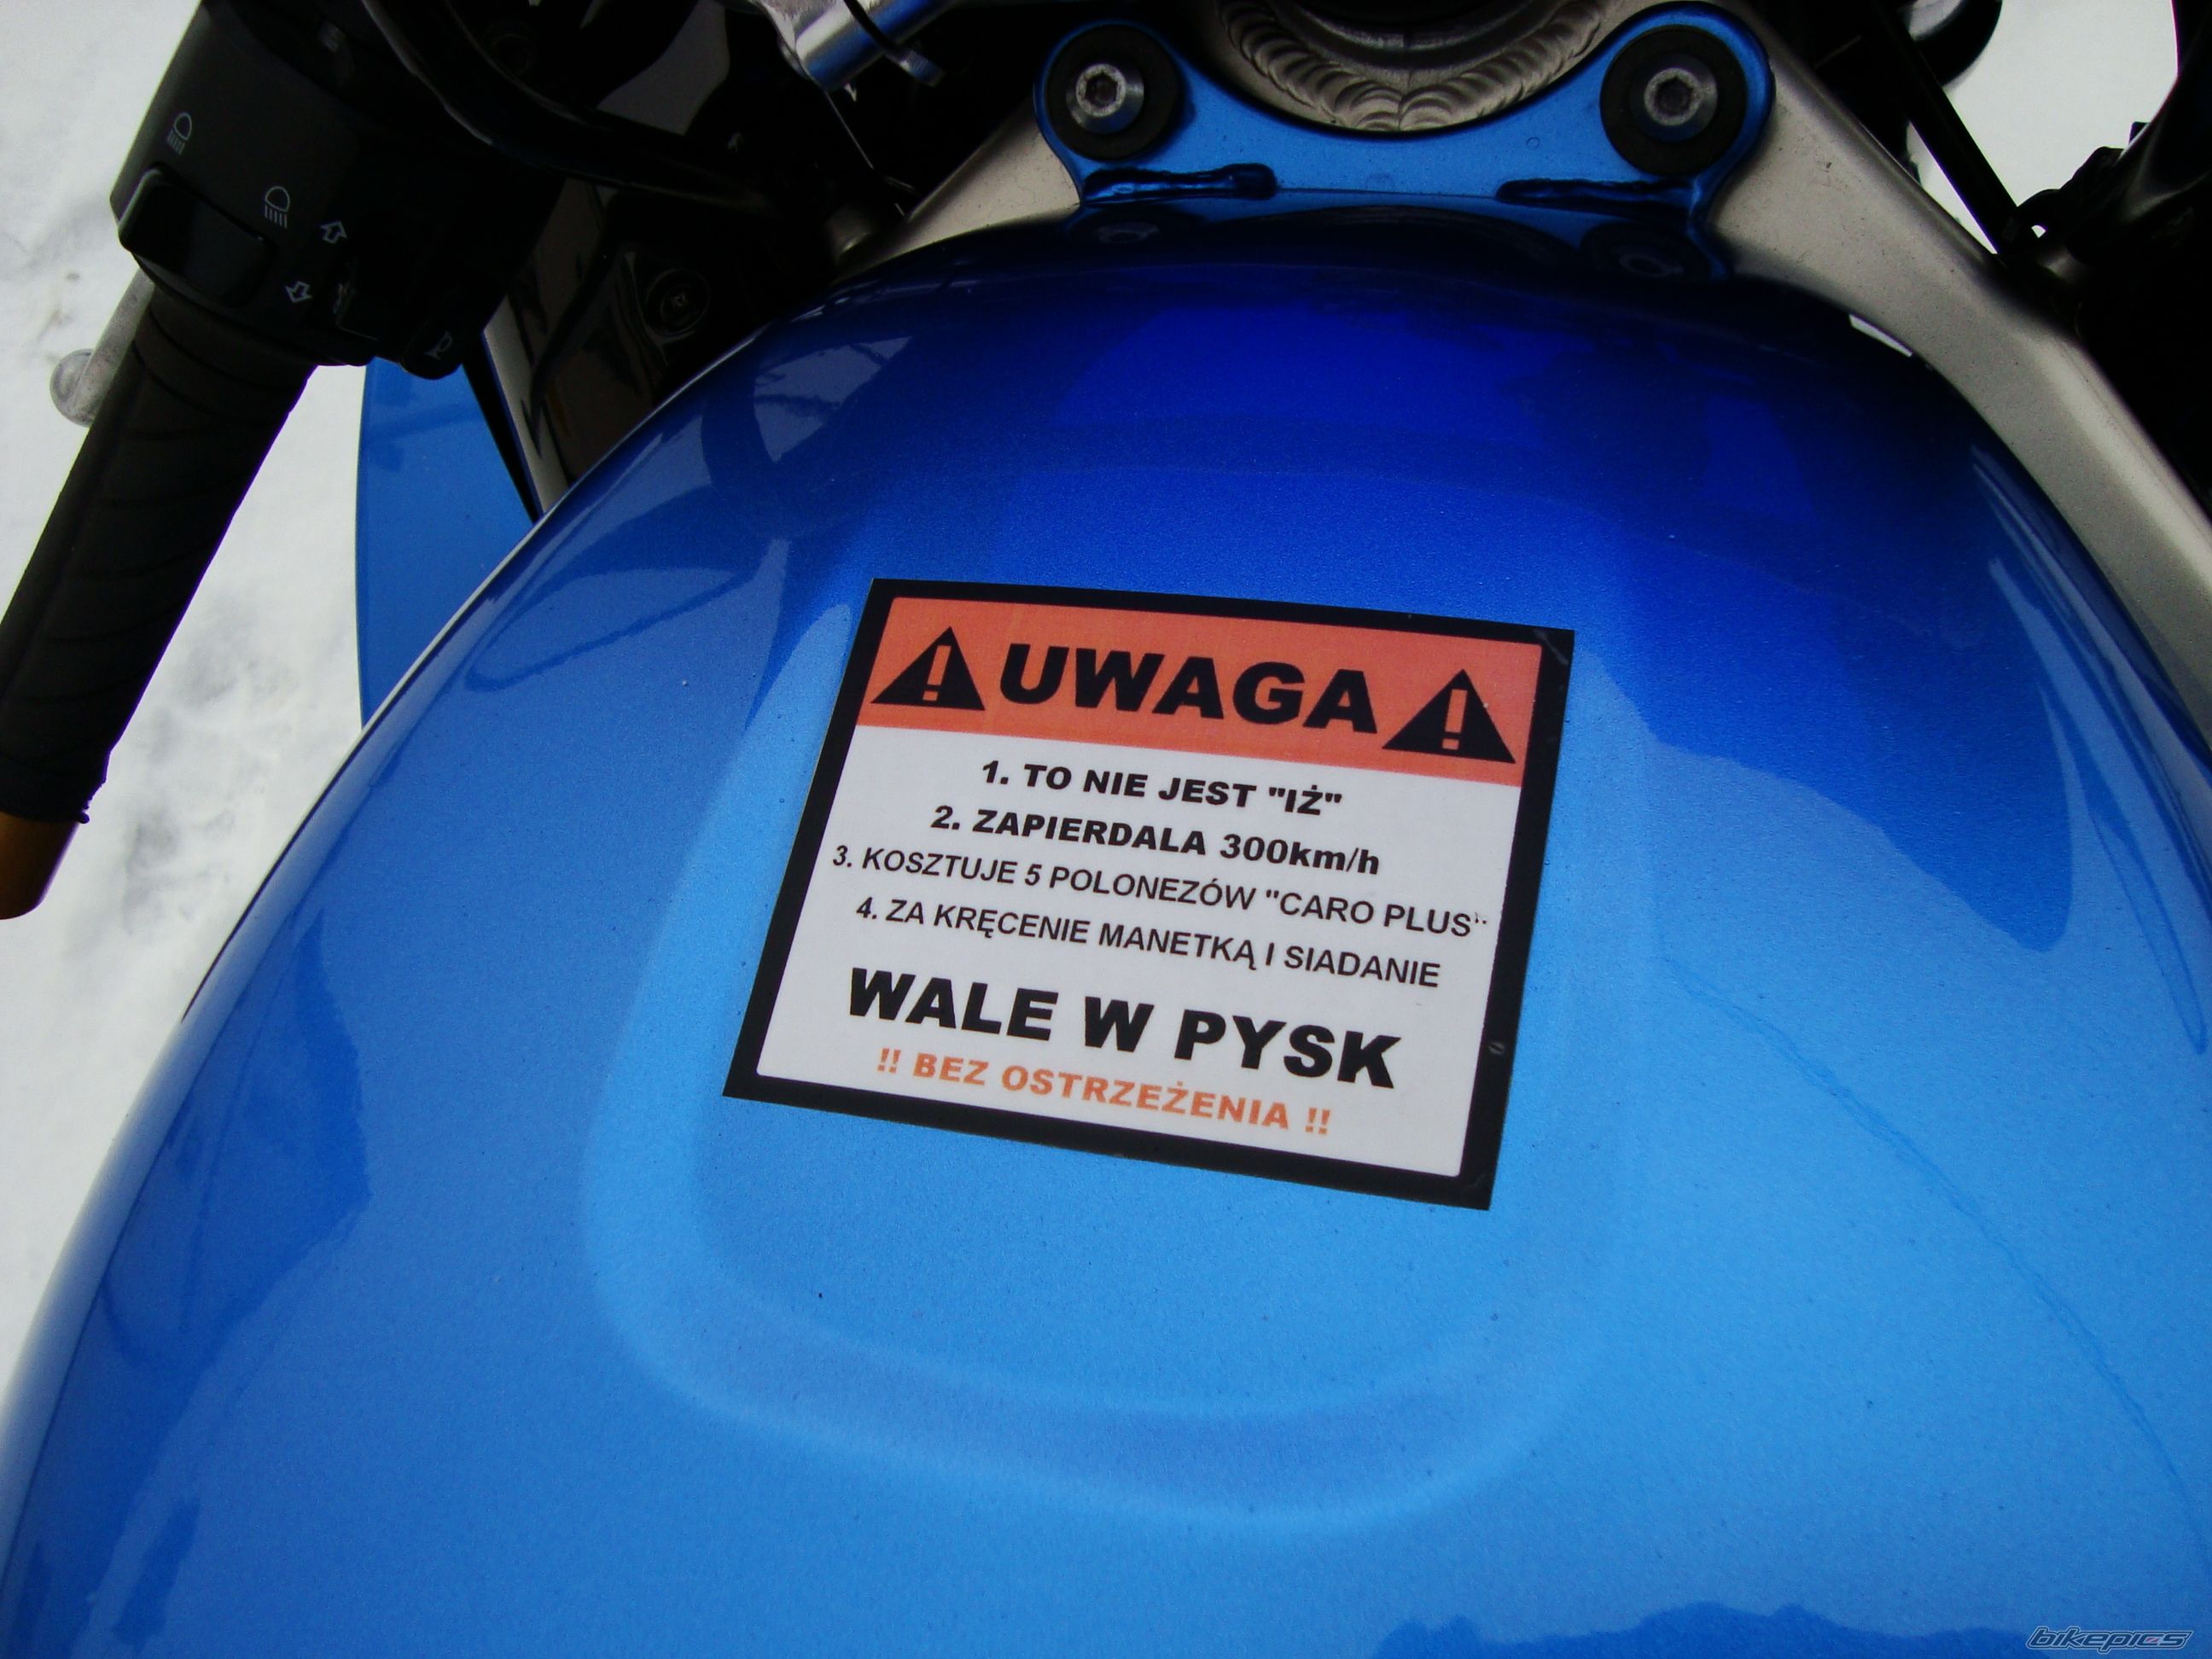 UWAGA
1. TO NIE JEST "IŻ"
2. ZAPIERDALA 300km/h
3. KOSZTUJE 5 POLONEZÓW "CARO PLUS"
4. ZA KRĘCENIE MANETKĄ I SIADANIE
WALE W PYSK
!! BEZ OSTRZEŻENIA !!
bikepics